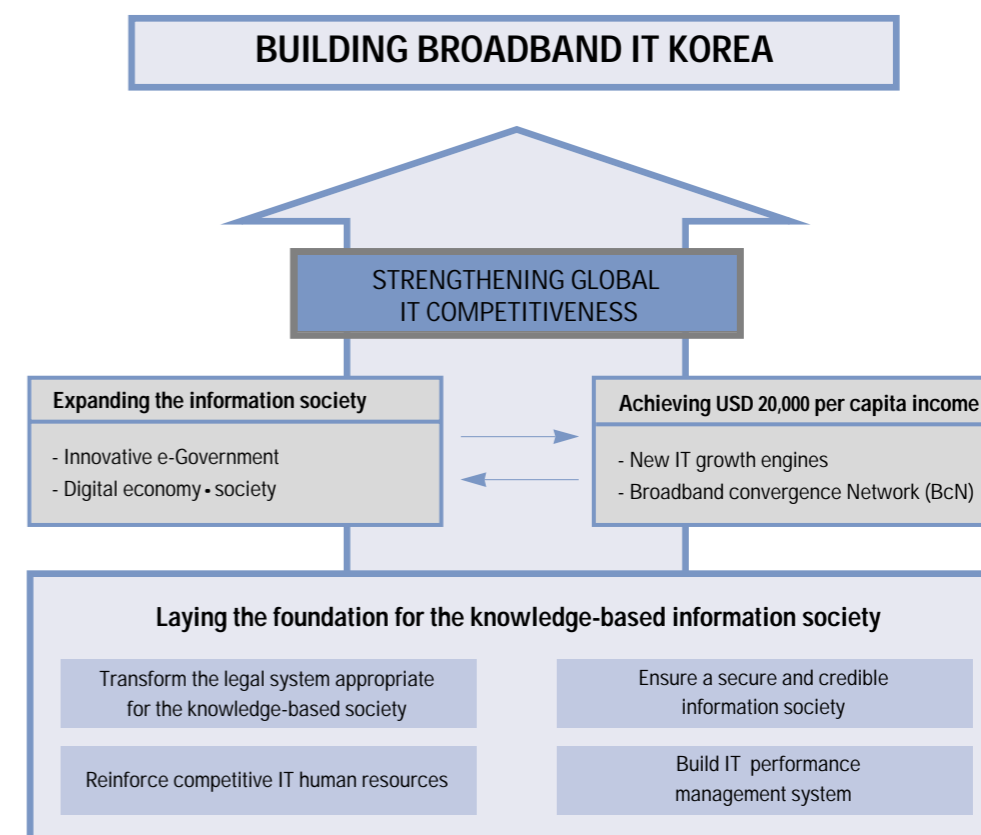 BUILDING BROADBAND IT KOREA
STRENGTHENING GLOBAL
IT COMPETITIVENESS
Expanding the information society
- Innovative e-Government
- Digital economy • society
Achieving USD 20,000 per capita income
- New IT growth engines
- Broadband convergence Network (BcN)
Laying the foundation for the knowledge-based information society
Transform the legal system appropriate
for the knowledge-based society
Ensure a secure and credible
information society
Reinforce competitive IT human resources
Build IT performance
management system